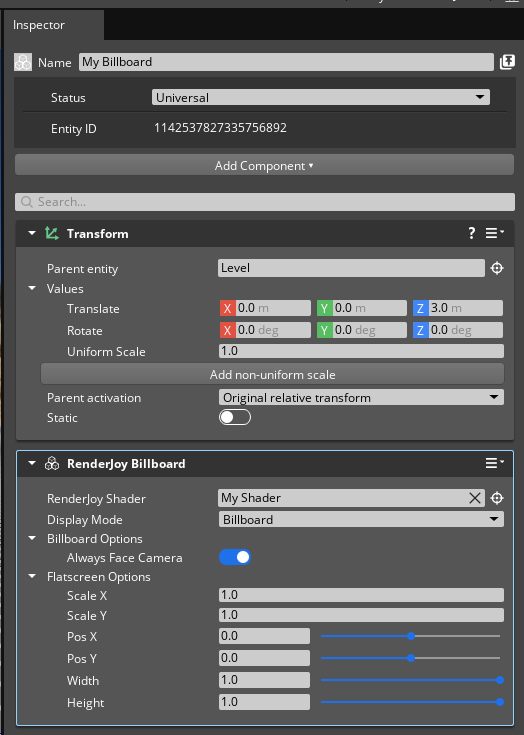 Inspector
Name My Billboard
Status Universal
Entity ID 1142537827335756892
Add Component
Search...
Transform ?
Parent entity Level
Values
Translate X 0.0 m Y 0.0 m Z 3.0 m
Rotate X 0.0 deg Y 0.0 deg Z 0.0 deg
Uniform Scale 1.0
Add non-uniform scale
Parent activation Original relative transform
Static
RenderJoy Billboard
RenderJoy Shader My Shader
Display Mode Billboard
Billboard Options
Always Face Camera
Flatscreen Options
Scale X 1.0
Scale Y 1.0
Pos X 0.0
Pos Y 0.0
Width 1.0
Height 1.0